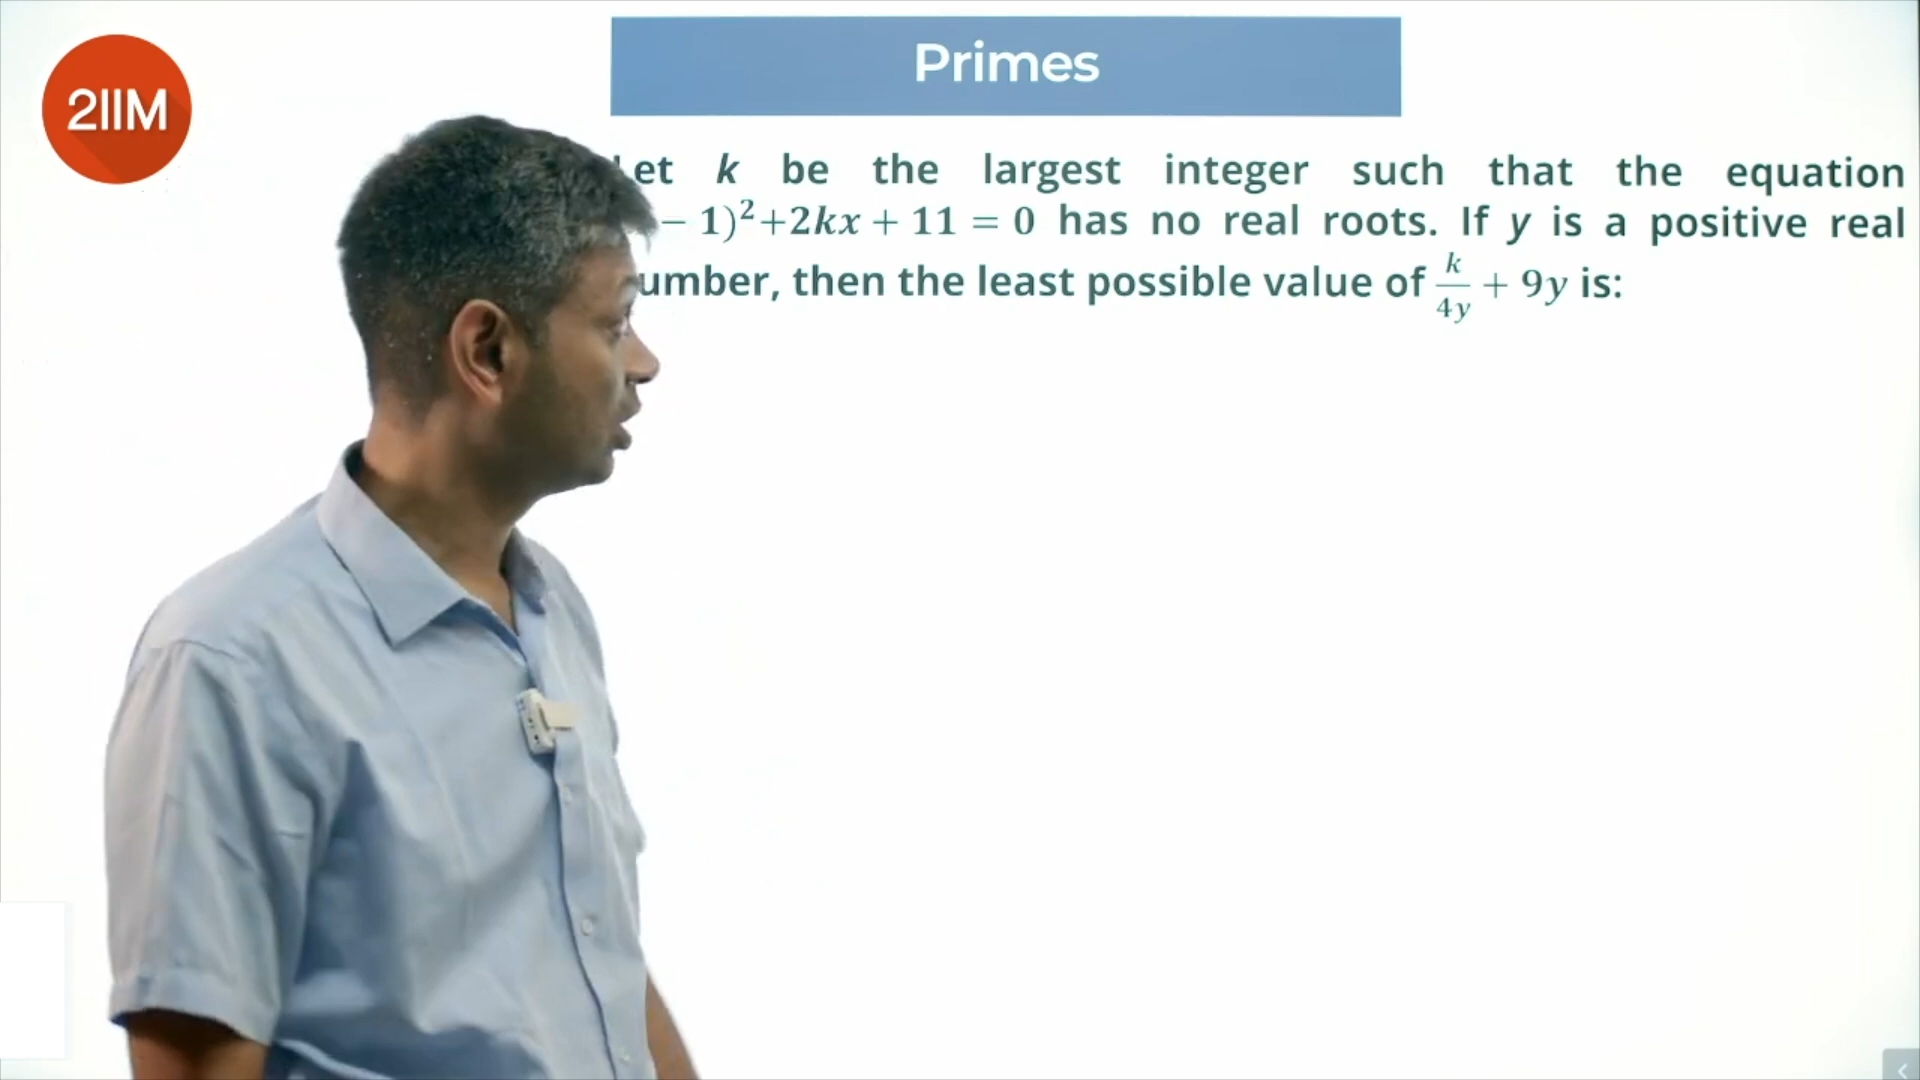 2IIM
Primes
et k be the largest integer such that the equation
− 1)²+2kx + 11 = 0 has no real roots. If y is a positive real
umber, then the least possible value of k/4y + 9y is: